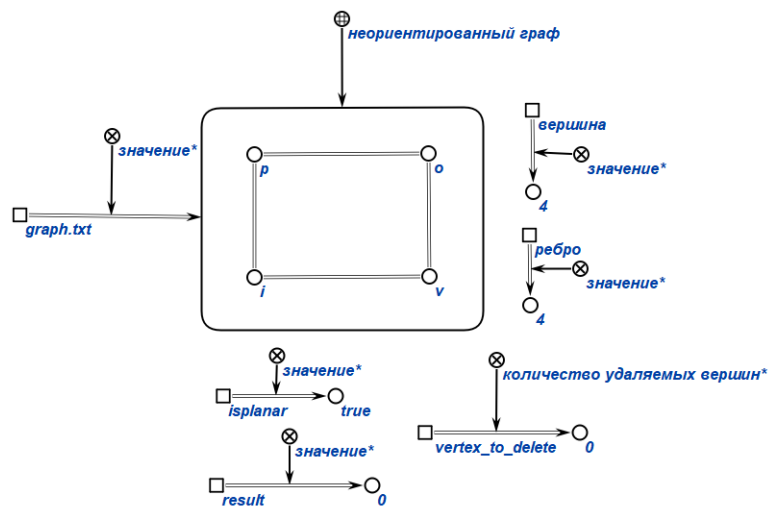 неориентированный граф
значение*
вершина
p
o
значение*
4
graph.txt
ребро
i
v
значение*
4
значение*
количество удаляемых вершин*
isplanar
true
значение*
vertex_to_delete
0
result
0